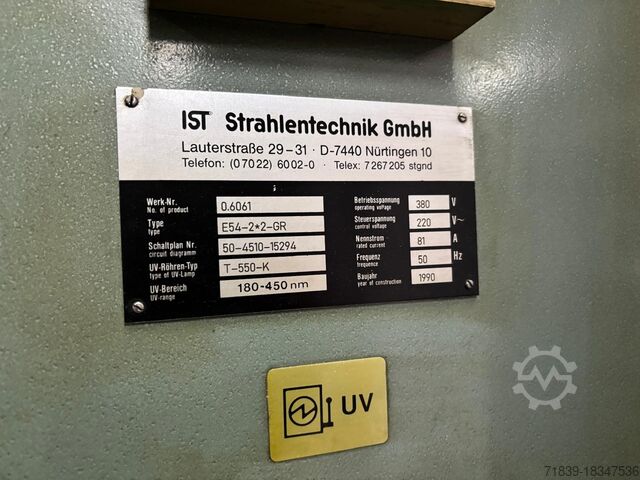 IST Strahlentechnik GmbH
Lauterstraße 29-31 · D-7440 Nürtingen 10
Telefon: (07022) 6002-0 · Telex: 7267205 stgnd
Werk-Nr. 0.6061
No. of product
Type E54-2*2-GR
type
Schaltplan Nr. 50-4510-15294
circuit diagramm
UV-Röhren-Typ T-550-K
type of UV-Lamp
UV-Bereich 180-450 nm
UV-range
Betriebsspannung 380 V
operating voltage
Steuerspannung 220 V~
control voltage
Nennstrom 81 A
rated current
Frequenz 50 Hz
frequency
Baujahr 1990
year of construction
UV
71839-18347536